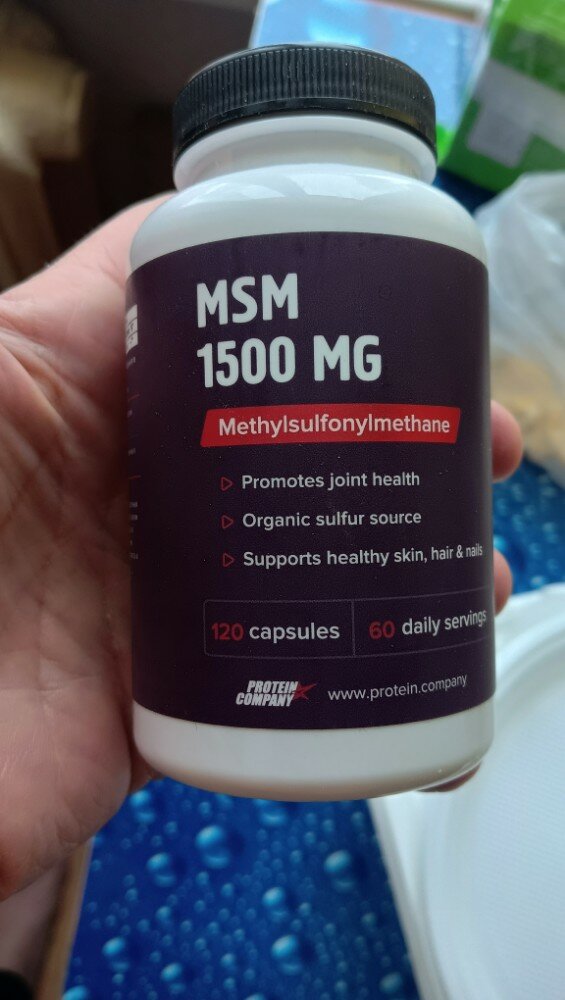 MSM
1500 MG
Methylsulfonylmethane
Promotes joint health
Organic sulfur source
Supports healthy skin, hair & nails
120 capsules
60 daily servings
PROTEIN
COMPANY
www.protein.company